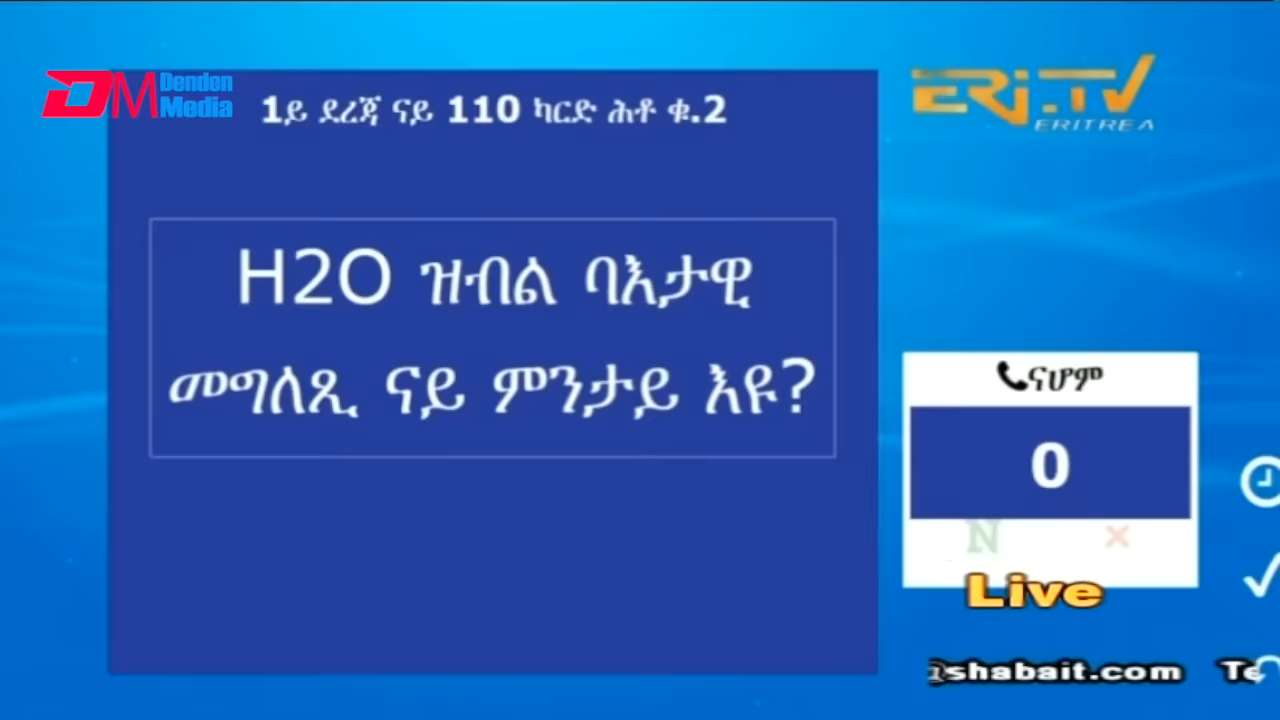 DM Denden Media
1ይ ደረጃ ናይ 110 ካርድ ሕቶ ቁ.2
ERi.TV
ERITREA
H2O ዝብል ባእታዊ
መግለጺ ናይ ምንታይ እዩ?
ናሆም
0
N ×
Live
@shabait.com